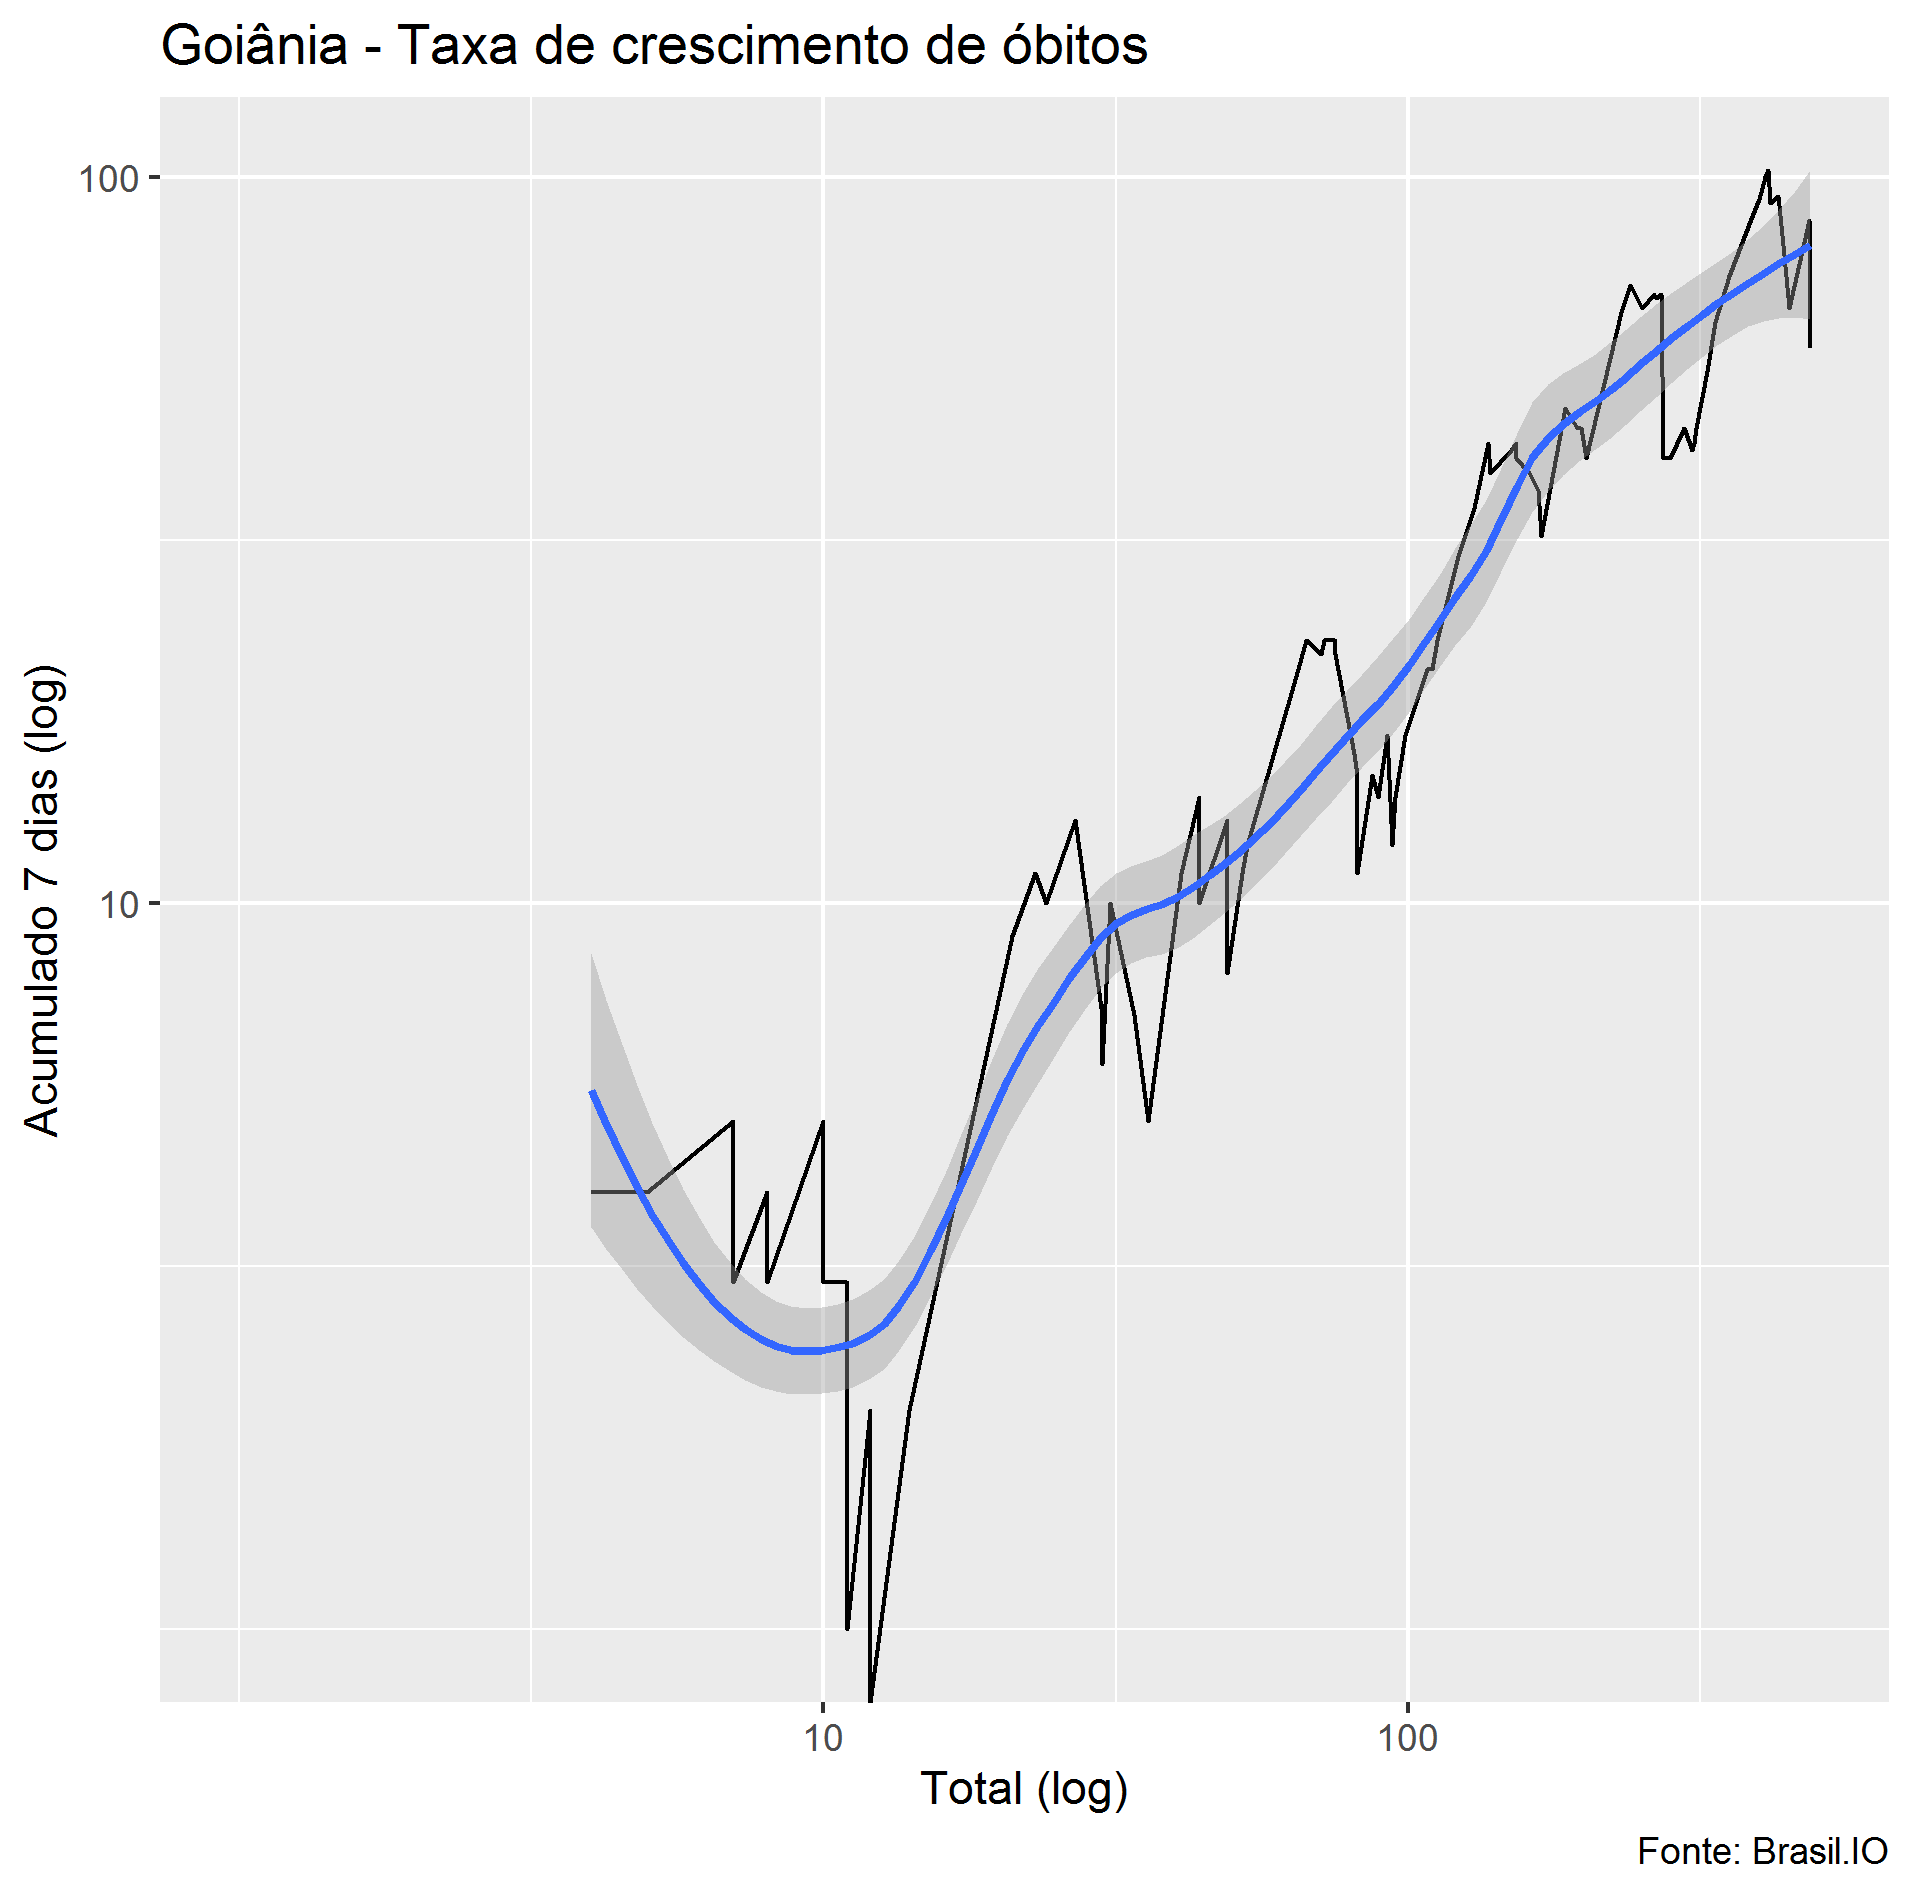 Goiânia - Taxa de crescimento de óbitos
100
10
Acumulado 7 dias (log)
10
100
Total (log)
Fonte: Brasil.IO